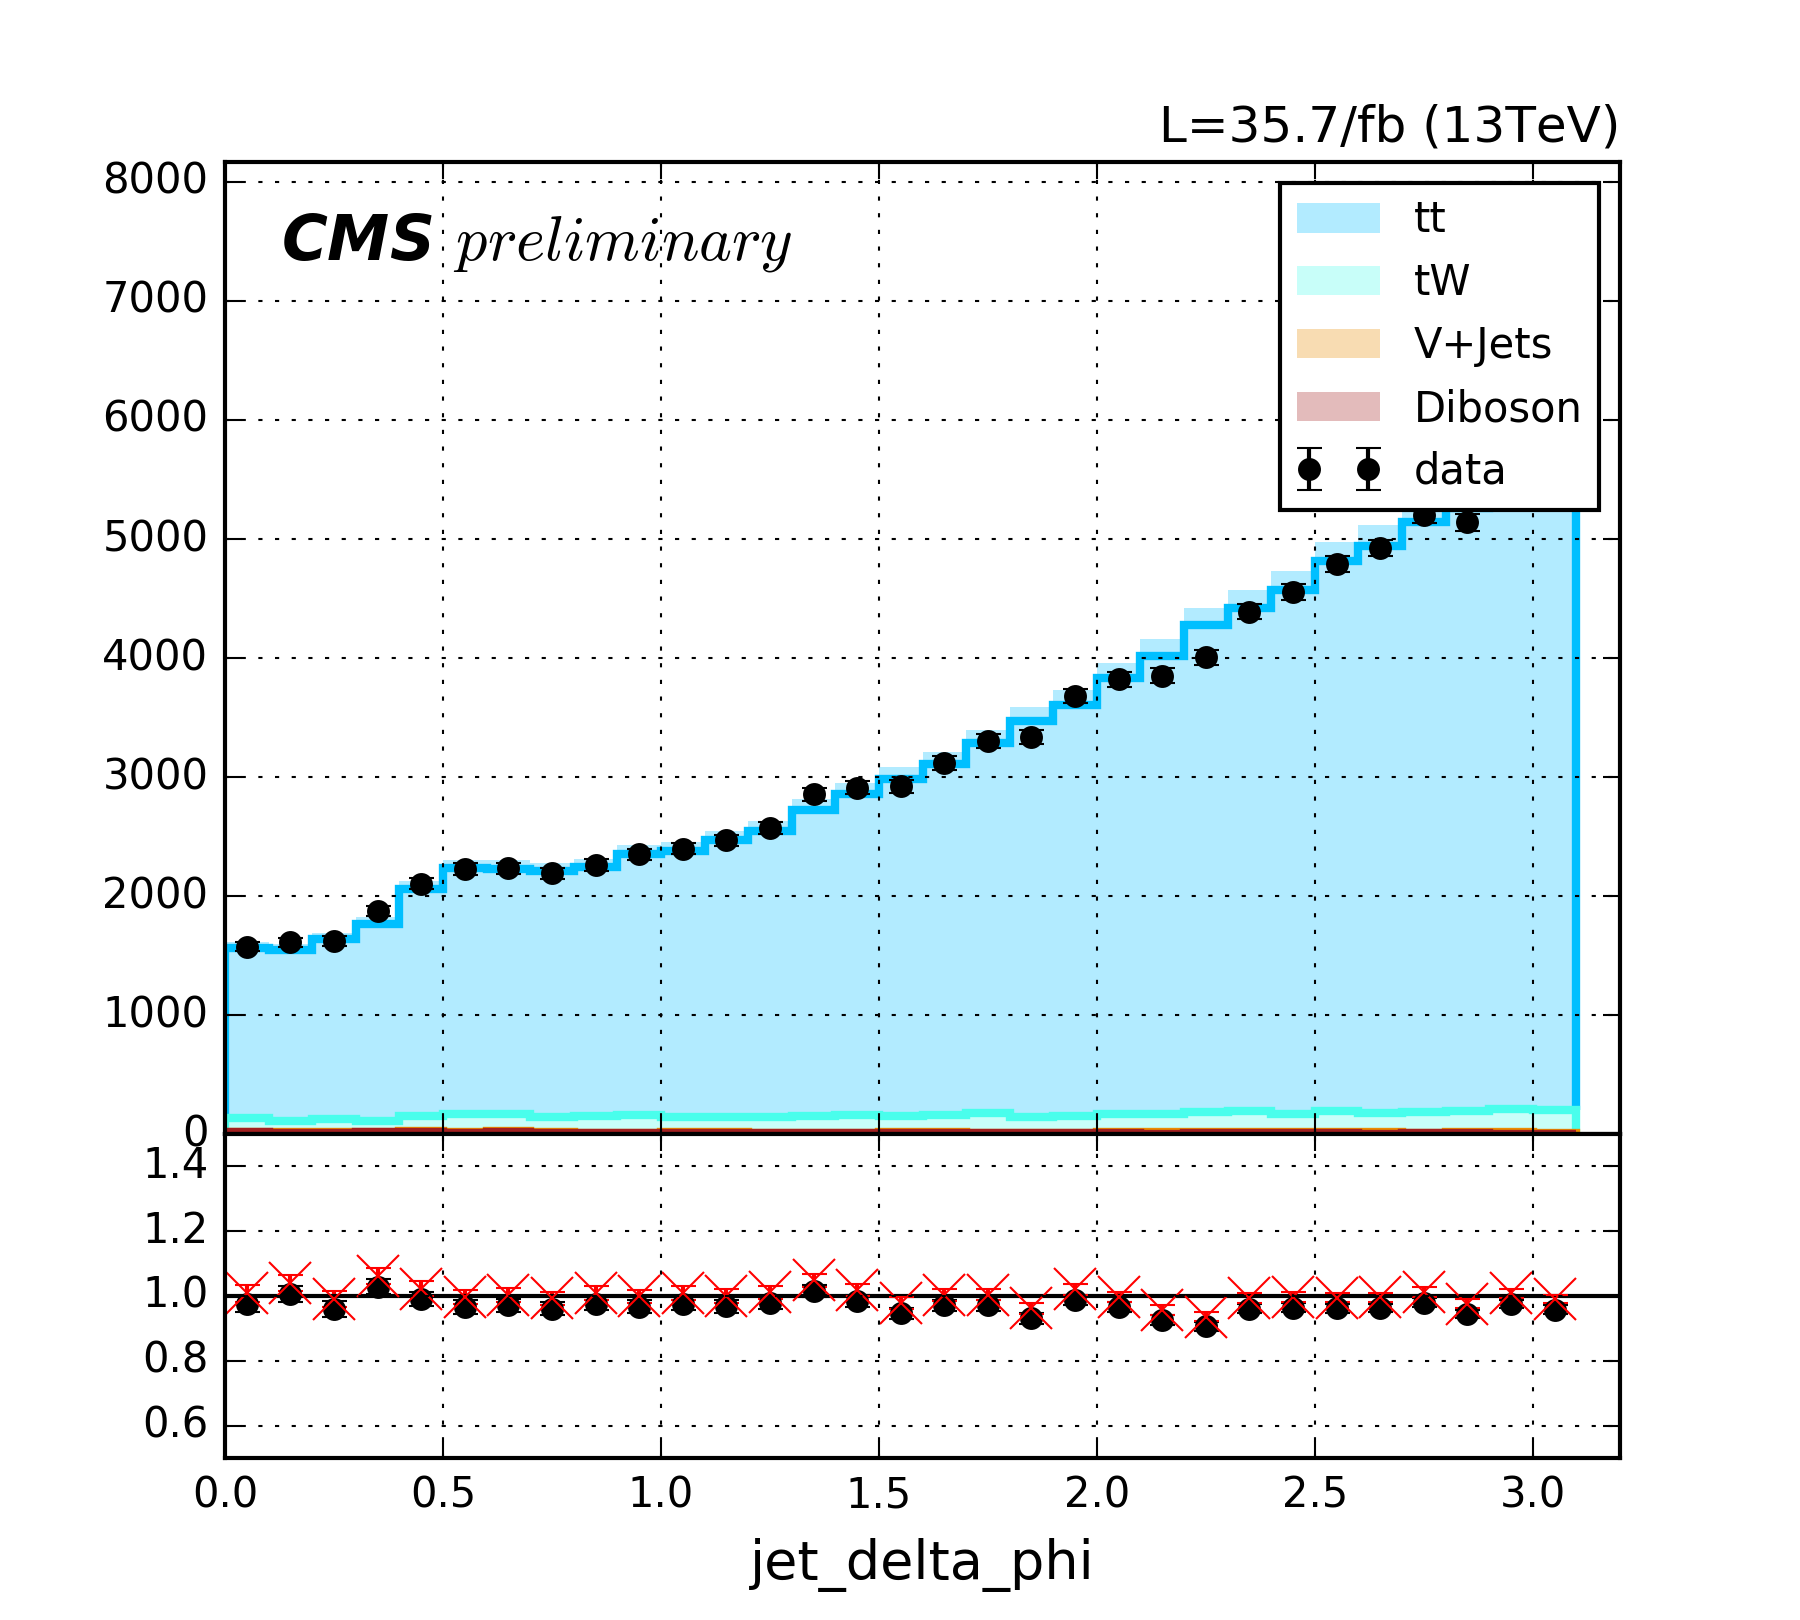 L=35.7/fb (13TeV)
CMS preliminary
8000
7000
6000
5000
4000
3000
2000
1000
0
tt
tW
V+Jets
Diboson
data
1.4
1.2
1.0
0.8
0.6
0.0 0.5 1.0 1.5 2.0 2.5 3.0
jet_delta_phi